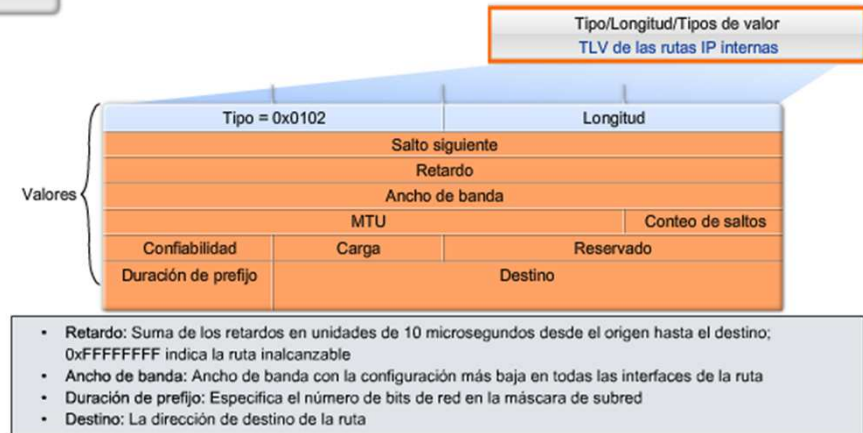 Tipo/Longitud/Tipos de valor
TLV de las rutas IP internas
Tipo = 0x0102 Longitud
Salto siguiente
Retardo
Valores
Ancho de banda
MTU Conteo de saltos
Confiabilidad Carga Reservado
Duración de prefijo Destino
• Retardo: Suma de los retardos en unidades de 10 microsegundos desde el origen hasta el destino;
0xFFFFFFFF indica la ruta inalcanzable
• Ancho de banda: Ancho de banda con la configuración más baja en todas las interfaces de la ruta
• Duración de prefijo: Especifica el número de bits de red en la máscara de subred
• Destino: La dirección de destino de la ruta